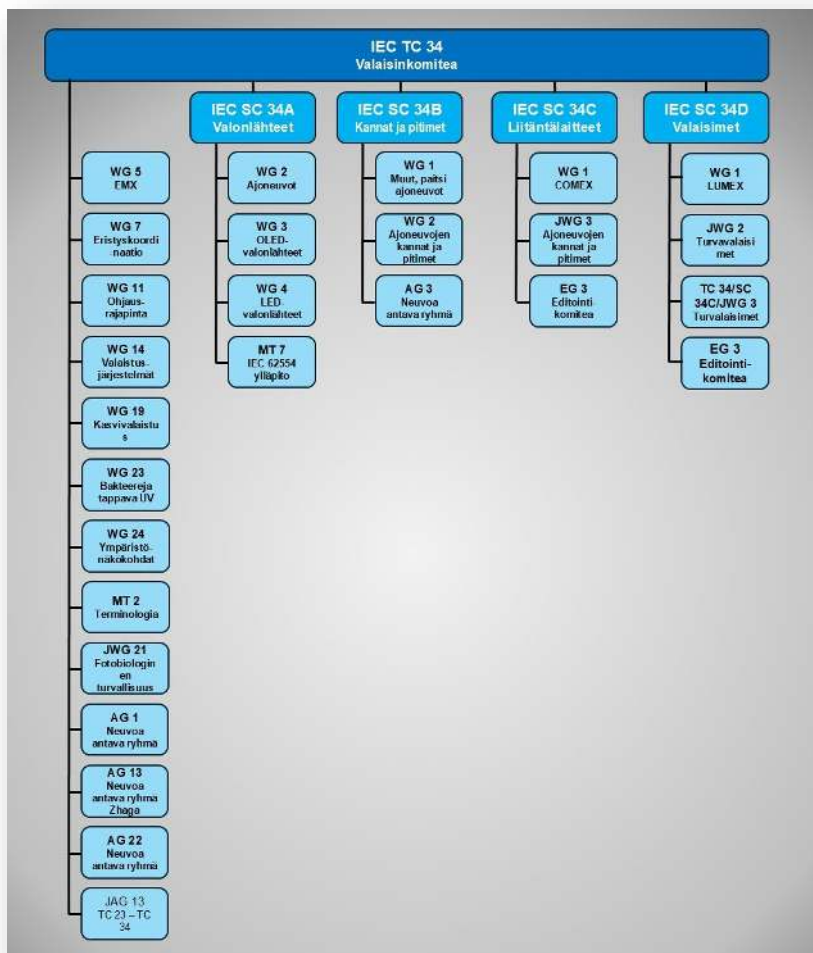 IEC TC 34
Valaisinkomitea
IEC SC 34A
Valonlähteet
IEC SC 34B
Kannat ja pitimet
IEC SC 34C
Liitäntälaitteet
IEC SC 34D
Valaisimet
WG 5
EMX
WG 7
Eristyskoordi
naatio
WG 11
Ohjaus-
rajapinta
WG 14
Valaistus-
järjestelmät
WG 19
Kasvivalaistu
s
WG 23
Bakteereja
tappava UV
WG 24
Ympäristö-
näkökohdat
MT 2
Terminologia
JWG 21
Fotobiologin
en
turvallisuus
AG 1
Neuvoa
antava ryhmä
AG 13
Neuvoa
antava ryhmä
Zhaga
AG 22
Neuvoa
antava ryhmä
JAG 13
TC 23 – TC
34
WG 2
Ajoneuvot
WG 3
OLED-
valonlähteet
WG 4
LED-
valonlähteet
MT 7
IEC 62554
ylläpito
WG 1
Muut, paitsi
ajoneuvot
WG 2
Ajoneuvojen
kannat ja
pitimet
AG 3
Neuvoa
antava ryhmä
WG 1
COMEX
JWG 3
Ajoneuvojen
kannat ja
pitimet
EG 3
Editointi-
komitea
WG 1
LUMEX
JWG 2
Turvavalaisi
met
TC 34/SC
34C/JWG 3
Turvalaisimet
EG 3
Editointi-
komitea